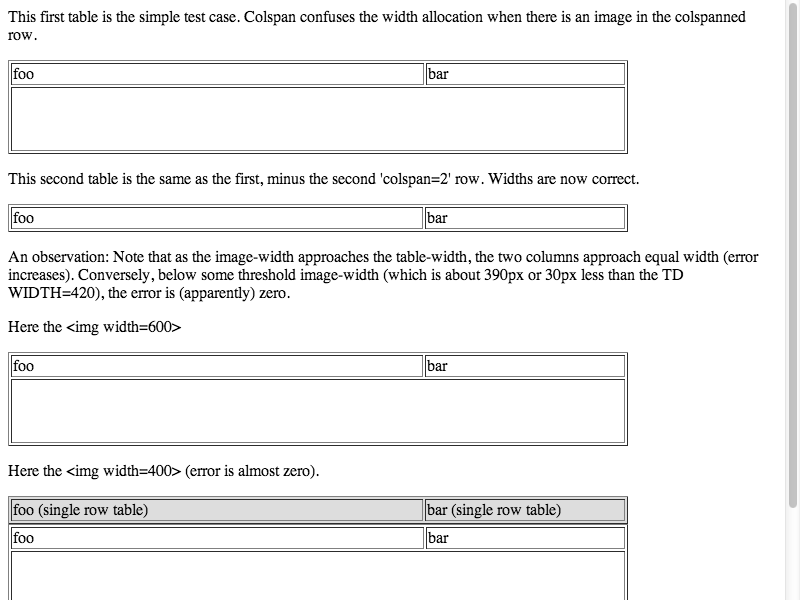 This first table is the simple test case. Colspan confuses the width allocation when there is an image in the colspanned
row.
foo bar
This second table is the same as the first, minus the second 'colspan=2' row. Widths are now correct.
foo bar
An observation: Note that as the image-width approaches the table-width, the two columns approach equal width (error
increases). Conversely, below some threshold image-width (which is about 390px or 30px less than the TD
WIDTH=420), the error is (apparently) zero.
Here the <img width=600>
foo bar
Here the <img width=400> (error is almost zero).
foo (single row table) bar (single row table)
foo bar